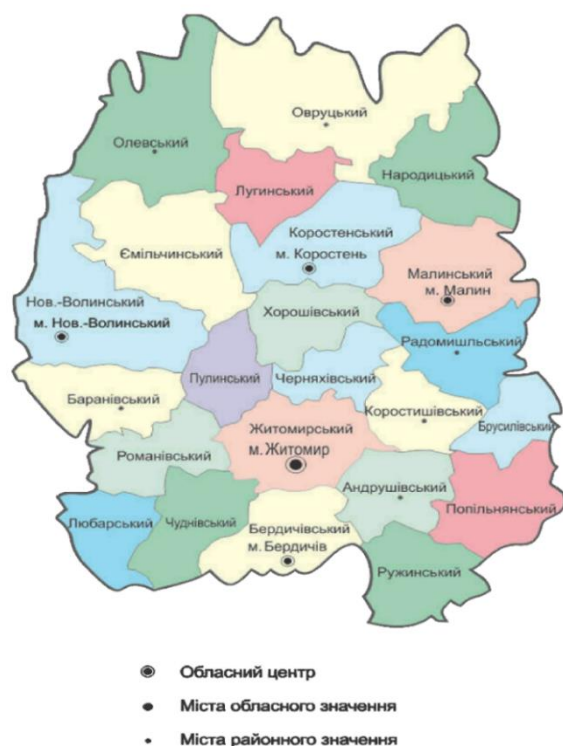 Овруцький
Олевський
Лугинський
Народицький
Коростенський
м. Коростень
Ємільчинський
Малинський
м. Малин
Нов.-Волинський
м. Нов.-Волинський
Хорошівський
Радомишльський
Пулинський
Черняхівський
Баранівський
Коростишівський
Брусилівський
Житомирський
м. Житомир
Романівський
Андрушівський
Попільнянський
Любарський
Чуднівський
Бердичівський
м. Бердичів
Ружинський
Обласний центр
Міста обласного значення
Міста районного значення